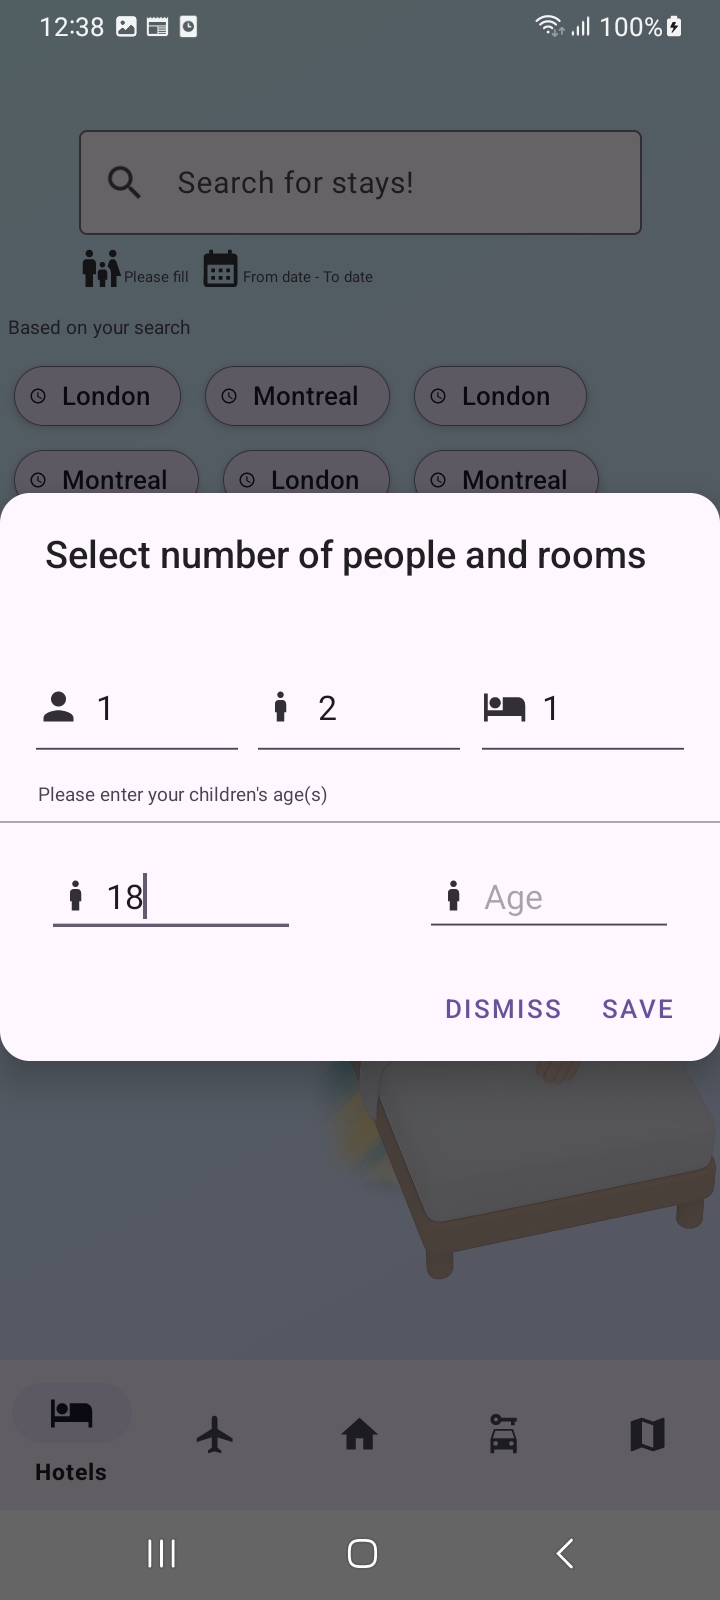 12:38 100%
Search for stays!
Please fill From date - To date
Based on your search
London Montreal London
Montreal London Montreal
Select number of people and rooms
1 2 1
Please enter your children's age(s)
18 Age
DISMISS SAVE
Hotels